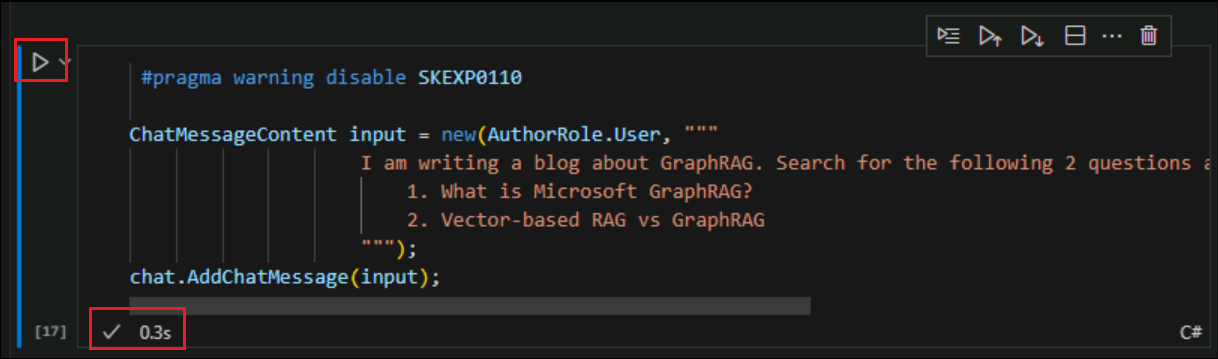 #pragma warning disable SKEXP0110
ChatMessageContent input = new(AuthorRole.User, """
I am writing a blog about GraphRAG. Search for the following 2 questions a
1. What is Microsoft GraphRAG?
2. Vector-based RAG vs GraphRAG
""");
chat.AddChatMessage(input);
[17] 0.3s C#